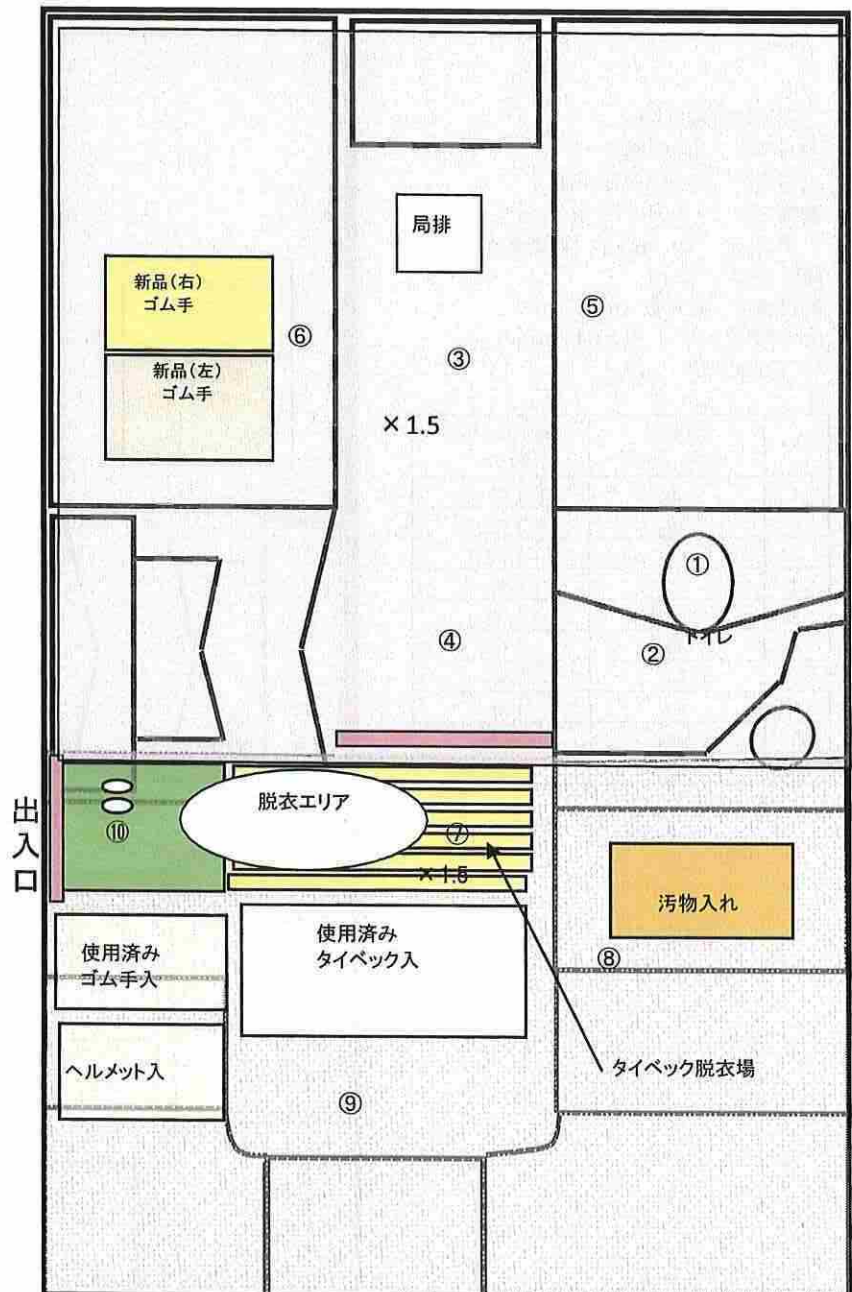 局排
新品(右)
ゴム手
⑤
⑥
③
新品(左)
ゴム手
×1.5
①
④
②
トイレ
出入口
脱衣エリア
⑩
⑦
×1.5
汚物入れ
使用済み
ゴム手入
使用済み
タイベック入
⑧
ヘルメット入
タイベック脱衣場
⑨